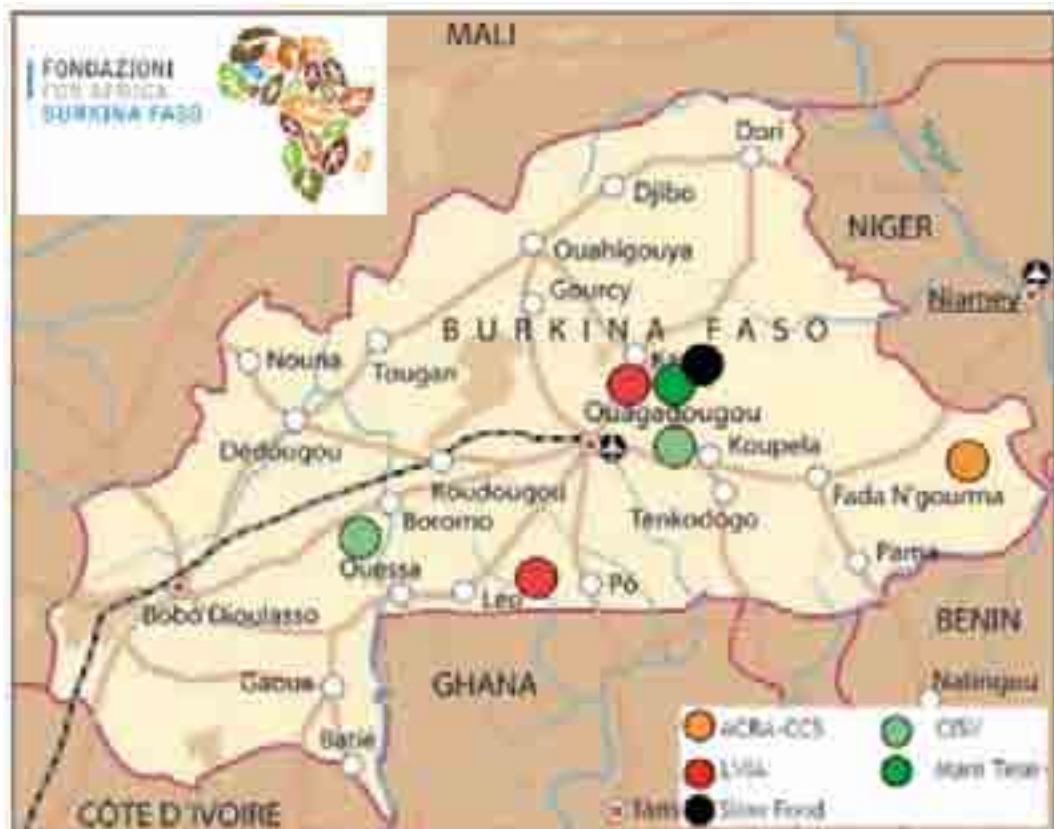 FONDAZIONI
FOR AFRICA
BURKINA FASO
MALI
Dori
Djibo
NIGER
Ouahigouya
Gourcy
Niamey
BURKINA FASO
Nouna
Tougan
Ouagadougou
Dédougou
Koupela
Koudougou
Fada N'gourma
Boromo
Tenkodogo
Pama
Ouessa
Leo
Pô
Bobo Dioulasso
BENIN
GHANA
Gaoua
Natingou
Batie
ACRA-CCS
CISV
LVIA
Mani Tese
Slow Food
CÔTE D'IVOIRE